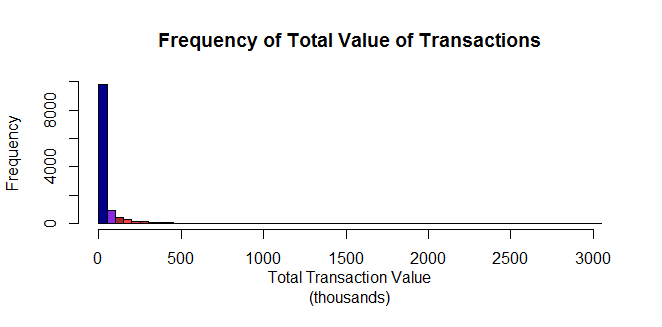 Frequency of Total Value of Transactions
Frequency
8000
4000
0
0 500 1000 1500 2000 2500 3000
Total Transaction Value
(thousands)